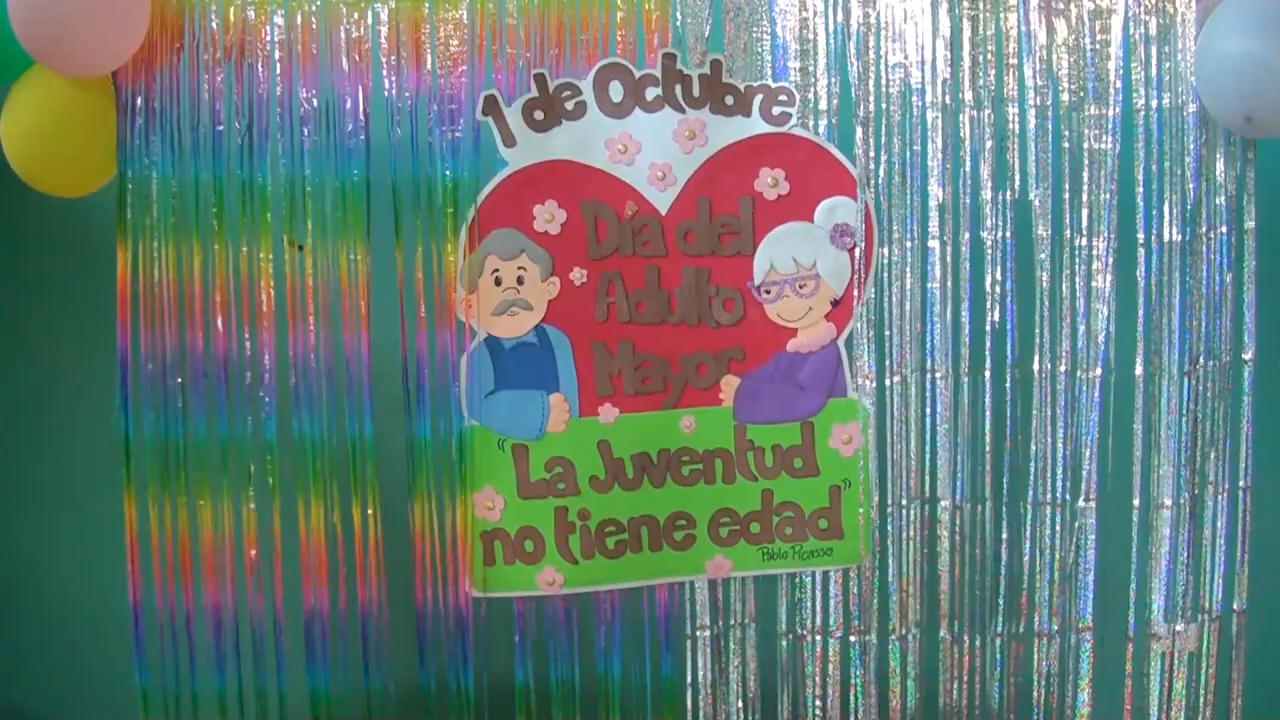 1 de Octubre
Día del
Adulto
Mayor
"La Juventud
no tiene edad"
Pablo Picasso